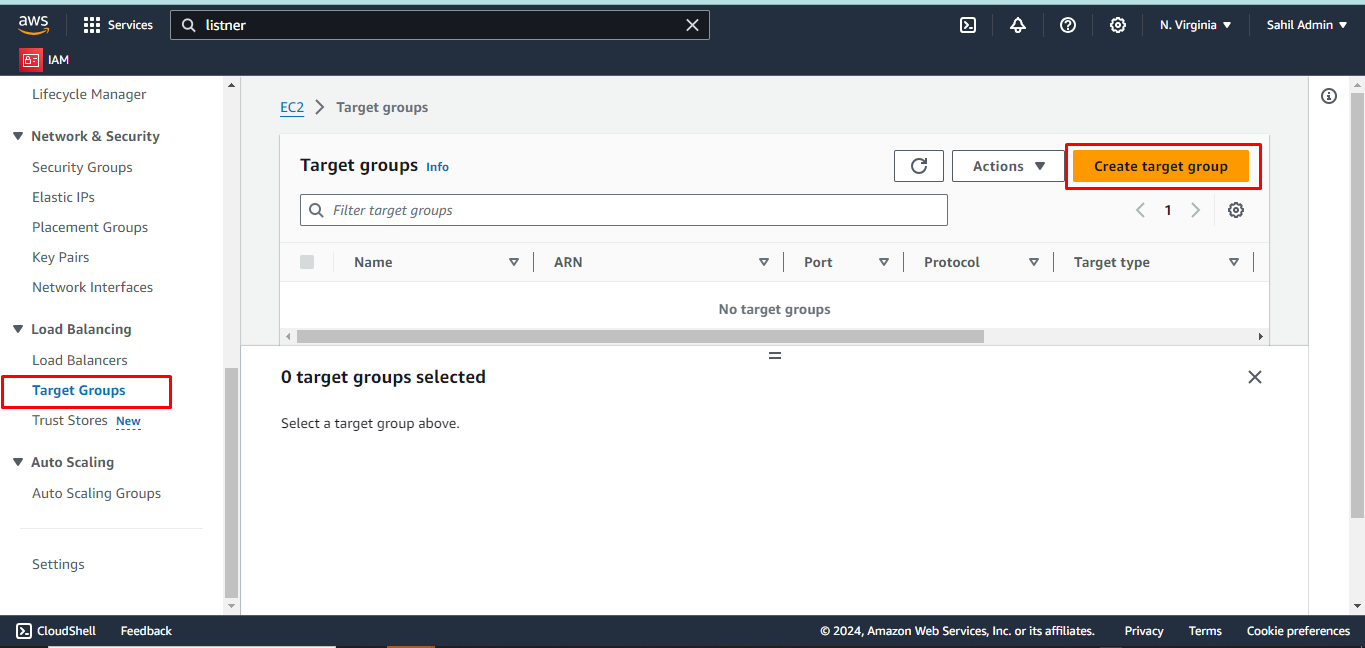 aws Services listner N. Virginia Sahil Admin
IAM
Lifecycle Manager
Network & Security
Security Groups
Elastic IPs
Placement Groups
Key Pairs
Network Interfaces
Load Balancing
Load Balancers
Target Groups
Trust Stores New
Auto Scaling
Auto Scaling Groups
Settings
EC2 Target groups
Target groups Info Actions Create target group
Filter target groups 1
Name ARN Port Protocol Target type
No target groups
0 target groups selected
Select a target group above.
CloudShell Feedback © 2024, Amazon Web Services, Inc. or its affiliates. Privacy Terms Cookie preferences